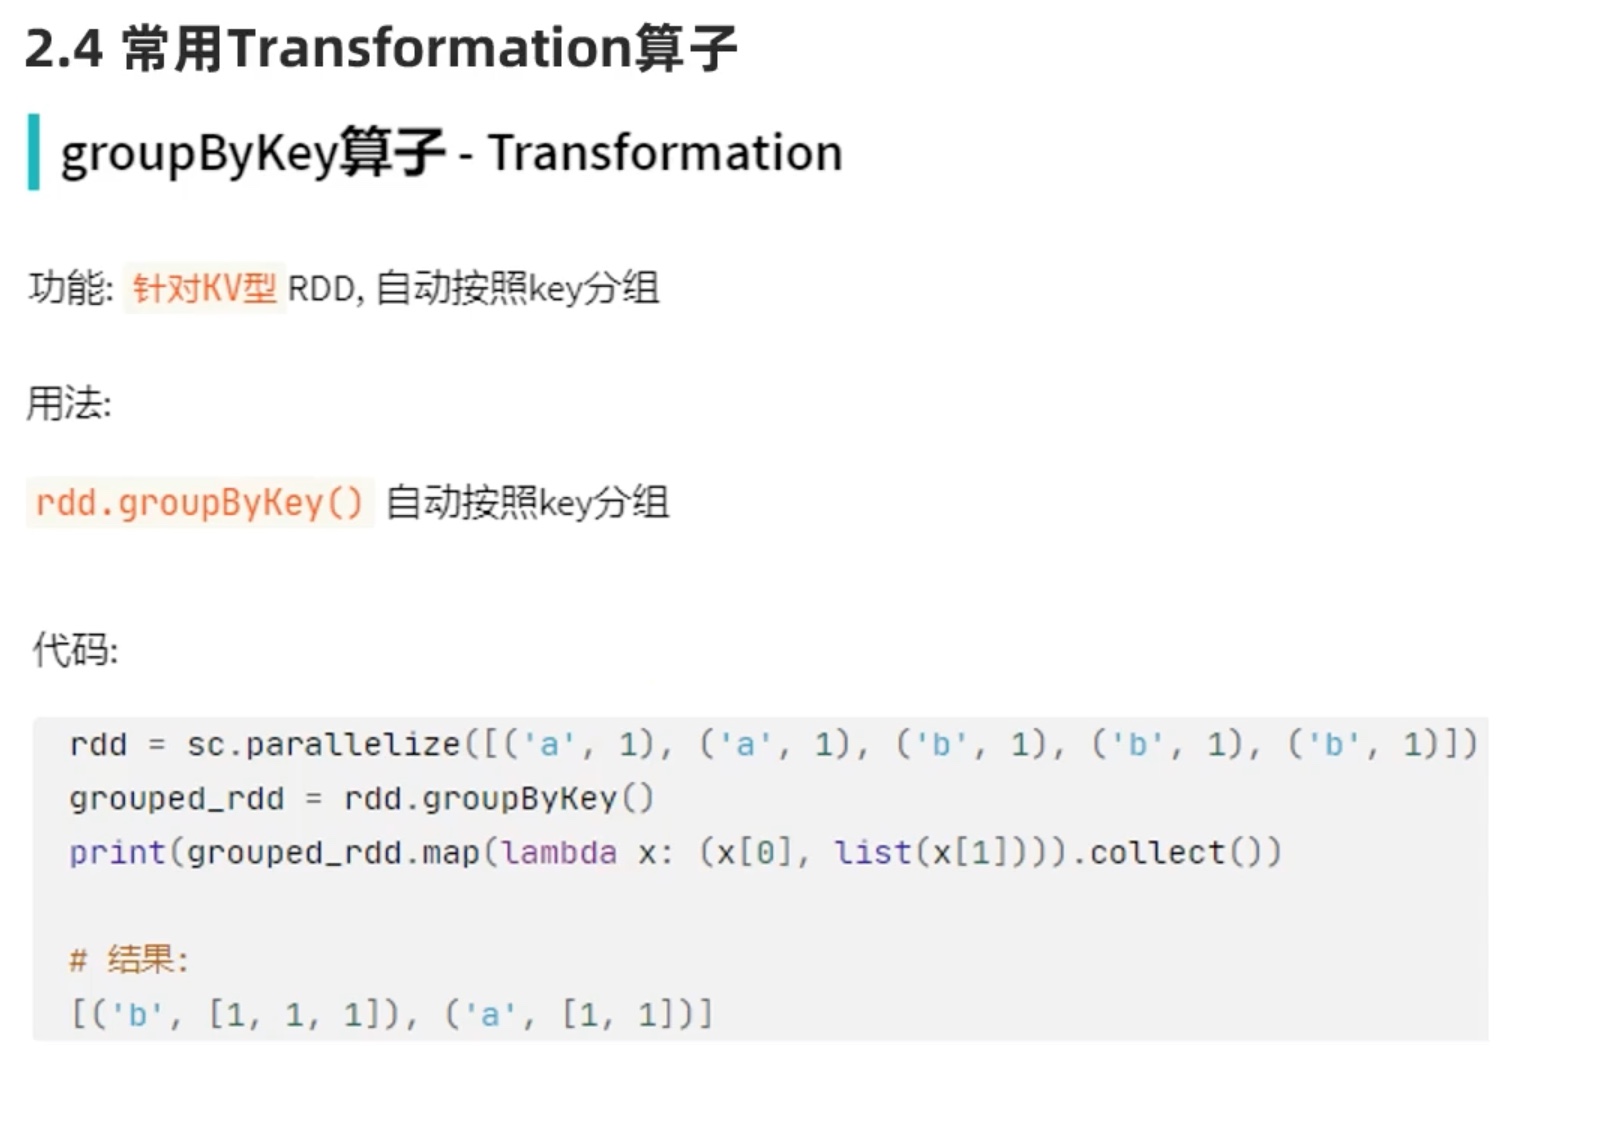 2.4 常用Transformation算子
groupByKey算子 - Transformation
功能: 针对KV型 RDD, 自动按照key分组
用法:
rdd.groupByKey() 自动按照key分组
代码:
rdd = sc.parallelize([('a', 1), ('a', 1), ('b', 1), ('b', 1), ('b', 1)])
grouped_rdd = rdd.groupByKey()
print(grouped_rdd.map(lambda x: (x[0], list(x[1]))).collect())
# 结果:
[('b', [1, 1, 1]), ('a', [1, 1])]